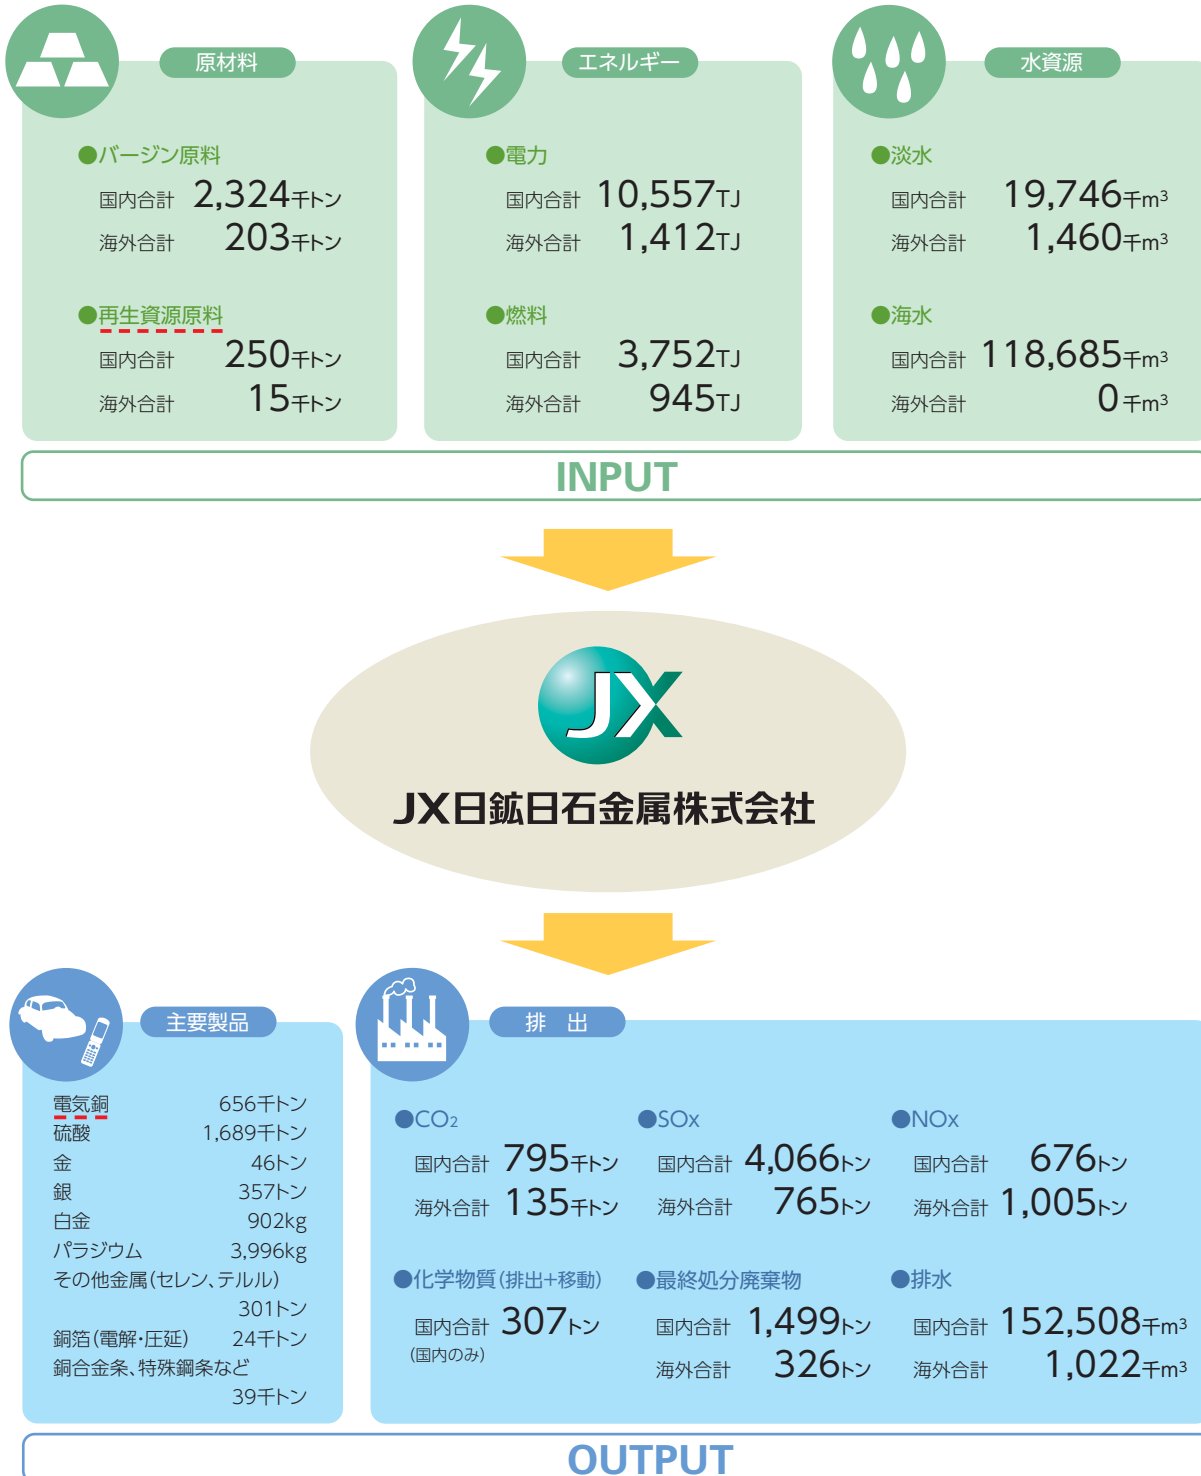 原材料
●バージン原料
国内合計 2,324千トン
海外合計 203千トン
●再生資源原料
国内合計 250千トン
海外合計 15千トン
エネルギー
●電力
国内合計 10,557TJ
海外合計 1,412TJ
●燃料
国内合計 3,752TJ
海外合計 945TJ
水資源
●淡水
国内合計 19,746千m³
海外合計 1,460千m³
●海水
国内合計 118,685千m³
海外合計 0千m³
INPUT
JX
JX日鉱日石金属株式会社
主要製品
電気銅 656千トン
硫酸 1,689千トン
金 46トン
銀 357トン
白金 902kg
パラジウム 3,996kg
その他金属(セレン、テルル)
301トン
銅箔(電解・圧延) 24千トン
銅合金条、特殊鋼条など
39千トン
排 出
●CO₂
国内合計 795千トン
海外合計 135千トン
●SOx
国内合計 4,066トン
海外合計 765トン
●NOx
国内合計 676トン
海外合計 1,005トン
●化学物質(排出+移動)
国内合計 307トン
(国内のみ)
●最終処分廃棄物
国内合計 1,499トン
海外合計 326トン
●排水
国内合計 152,508千m³
海外合計 1,022千m³
OUTPUT